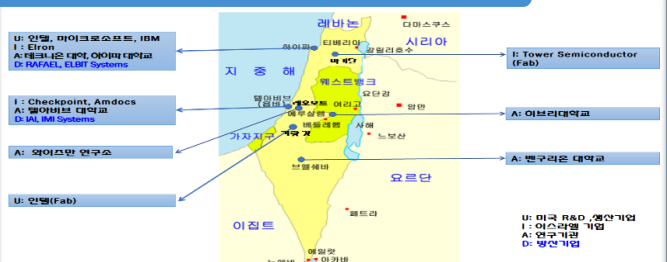 U: 인텔, 마이크로소프트, IBM
I : Elron
A: 테크니온 대학, 하이파 대학교
D: RAFAEL, ELBIT Systems
I : Checkpoint, Amdocs
A: 텔아비브 대학교
D: IAI, IMI Systems
A: 와이즈만 연구소
U: 인텔(Fab)
레바논
다마스쿠스
하이파
티베리아
갈릴리호수
시리아
지 중 해
웨스트뱅크
텔아비브
요단강
여리고
암만
예루살렘
가자지구
베들레헴
사해
느보산
브엘쉐바
요르단
이집트
페트라
에일랏
아카바
I: Tower Semiconductor
(Fab)
A: 히브리대학교
A: 벤구리온 대학교
U: 미국 R&D ,생산기업
I : 이스라엘 기업
A: 연구기관
D: 방산기업